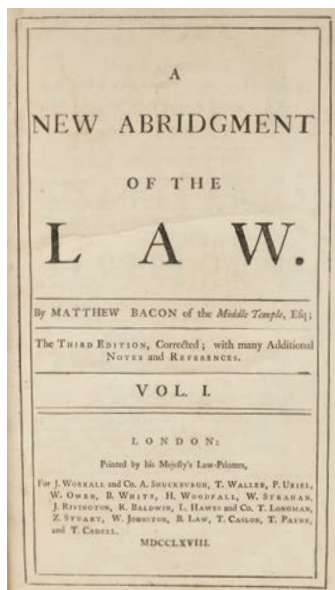 A
NEW ABRIDGMENT
OF THE
LAW.
By MATTHEW BACON of the Middle Temple, Esq;
The THIRD EDITION, Corrected; with many Additional
NOTES and REFERENCES.
VOL. I.
LONDON:
Printed by his Majesty's Law-Printers,
For J. WORRALL and Co. A. SHUCKBURGH, T. WALLER, P. URIEL,
W. OWEN, B. WHITE, H. WOODFALL, W. STRAHAN,
J. RIVINGTON, R. BALDWIN, L. HAWES and Co. T. LONGMAN,
Z. STUART, W. JOHNSTON, B. LAW, T. CASLON, T. PAYNE,
and T. CADELL.
MDCCLXVIII.